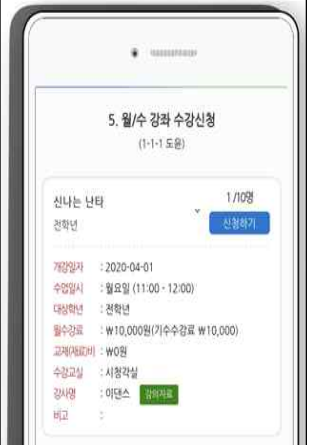 5. 월/수 강좌 수강신청
(1-1-1 도윤)
신나는 난타
1 /10명
전학년
신청하기
개강일자 : 2020-04-01
수업일시 : 월요일 (11:00 - 12:00)
대상학년 : 전학년
월수강료 : ₩10,000원(기수수강료 ₩10,000)
교재(재료)비 : ₩0원
수강교실 : 시청각실
강사명 : 이댄스 강의자료
비고 :